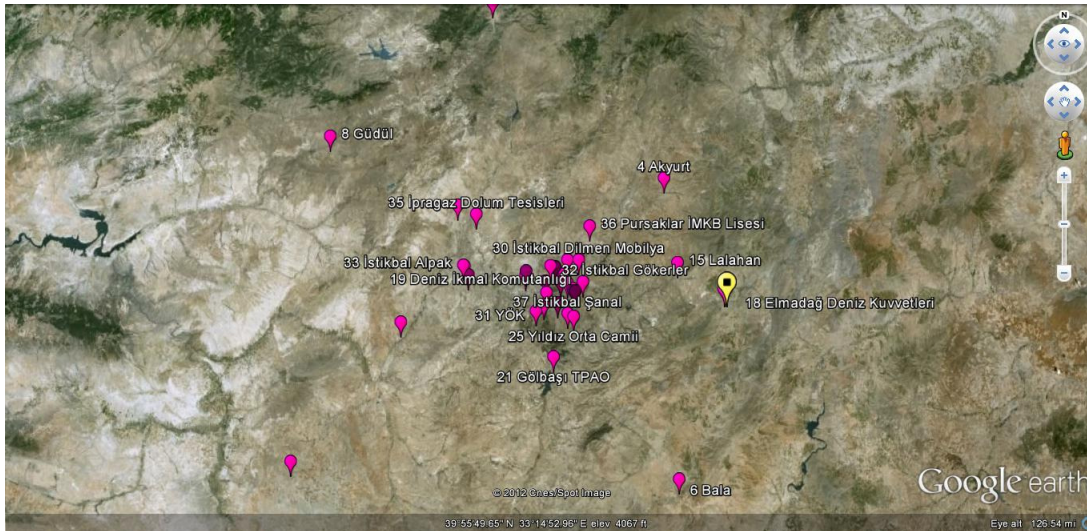 N
8 Güdül
4 Akyurt
35 İpragaz Dolum Tesisleri
36 Pursaklar İMKB Lisesi
30 İstikbal Dilmen Mobilya
33 İstikbal Alpak
32 İstikbal Gökerler
15 Lalahan
19 Deniz İkmal Komutanlığı
37 İstikbal Şanal
18 Elmadağ Deniz Kuvvetleri
31 YÖK
25 Yıldız Orta Camii
21 Gölbaşı TPAO
6 Bala
© 2012 Cnes/Spot Image
Google earth
39°55'49.65" N 33°14'52.96" E elev 4067 ft
Eye alt 126.54 m